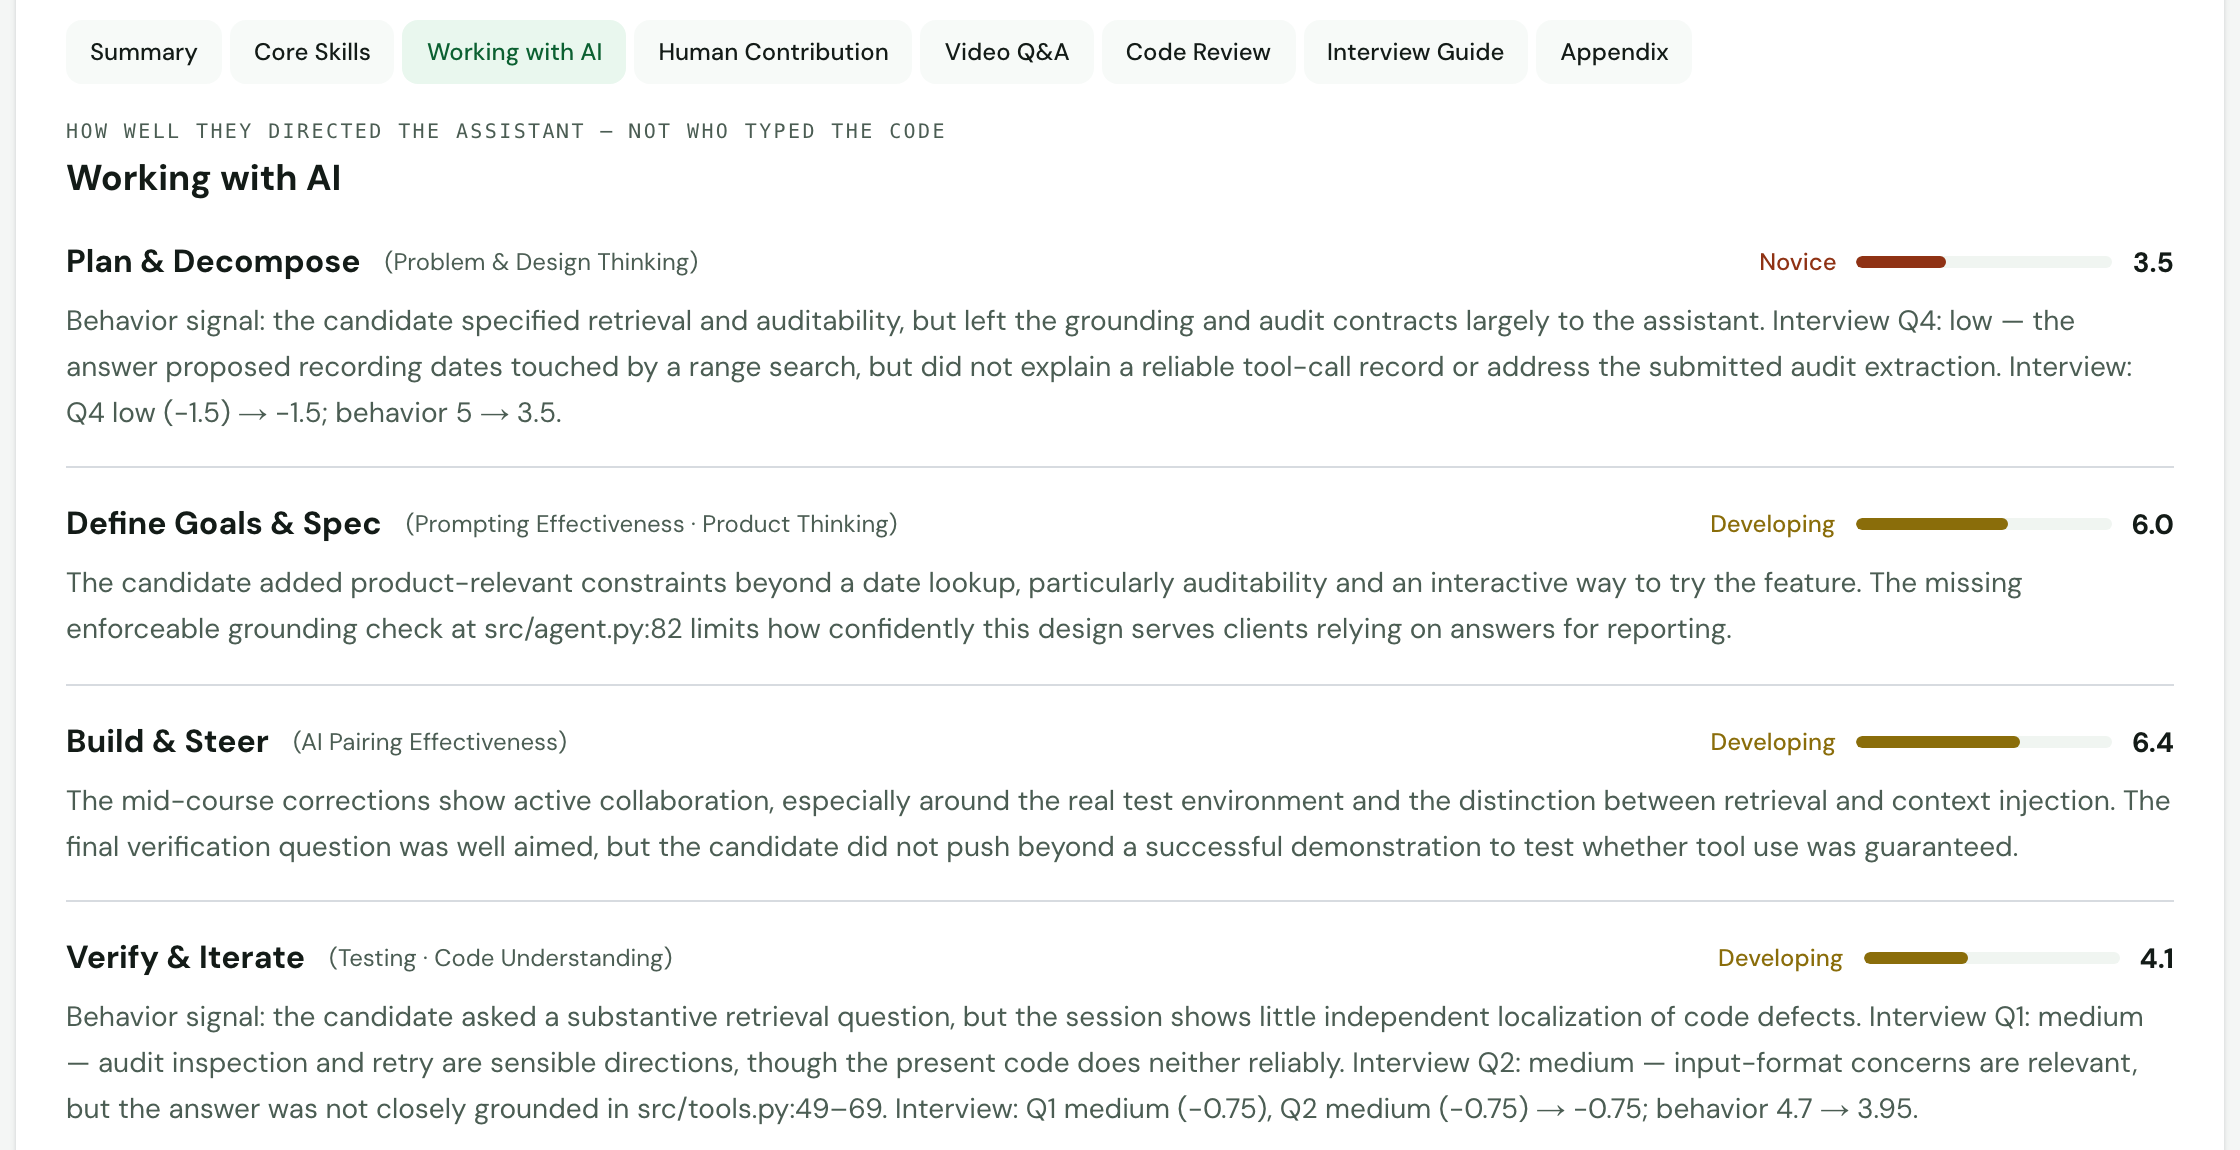 Summary
Core Skills
Working with AI
Human Contribution
Video Q&A
Code Review
Interview Guide
Appendix
HOW WELL THEY DIRECTED THE ASSISTANT — NOT WHO TYPED THE CODE
Working with AI
Plan & Decompose (Problem & Design Thinking) Novice 3.5
Behavior signal: the candidate specified retrieval and auditability, but left the grounding and audit contracts largely to the assistant. Interview Q4: low — the
answer proposed recording dates touched by a range search, but did not explain a reliable tool-call record or address the submitted audit extraction. Interview:
Q4 low (-1.5) → -1.5; behavior 5 → 3.5.
Define Goals & Spec (Prompting Effectiveness · Product Thinking) Developing 6.0
The candidate added product-relevant constraints beyond a date lookup, particularly auditability and an interactive way to try the feature. The missing
enforceable grounding check at src/agent.py:82 limits how confidently this design serves clients relying on answers for reporting.
Build & Steer (AI Pairing Effectiveness) Developing 6.4
The mid-course corrections show active collaboration, especially around the real test environment and the distinction between retrieval and context injection. The
final verification question was well aimed, but the candidate did not push beyond a successful demonstration to test whether tool use was guaranteed.
Verify & Iterate (Testing · Code Understanding) Developing 4.1
Behavior signal: the candidate asked a substantive retrieval question, but the session shows little independent localization of code defects. Interview Q1: medium
— audit inspection and retry are sensible directions, though the present code does neither reliably. Interview Q2: medium — input-format concerns are relevant,
but the answer was not closely grounded in src/tools.py:49–69. Interview: Q1 medium (-0.75), Q2 medium (-0.75) → -0.75; behavior 4.7 → 3.95.